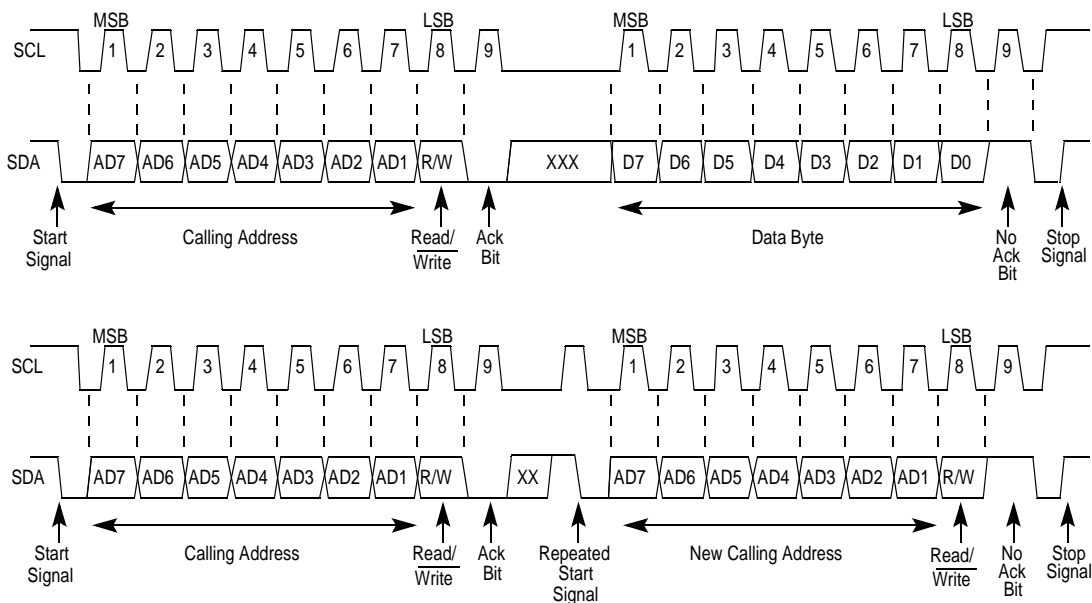 MSB LSB MSB LSB
SCL 1 2 3 4 5 6 7 8 9 1 2 3 4 5 6 7 8 9
SDA AD7 AD6 AD5 AD4 AD3 AD2 AD1 R/W XXX D7 D6 D5 D4 D3 D2 D1 D0
Start Signal
Calling Address
Read/
Write
Ack
Bit
Data Byte
No
Ack
Bit
Stop
Signal
MSB LSB MSB LSB
SCL 1 2 3 4 5 6 7 8 9 1 2 3 4 5 6 7 8 9
SDA AD7 AD6 AD5 AD4 AD3 AD2 AD1 R/W XX AD7 AD6 AD5 AD4 AD3 AD2 AD1 R/W
Start
Signal
Calling Address
Read/
Write
Ack
Bit
Repeated
Start
Signal
New Calling Address
Read/
Write
No
Ack
Bit
Stop
Signal